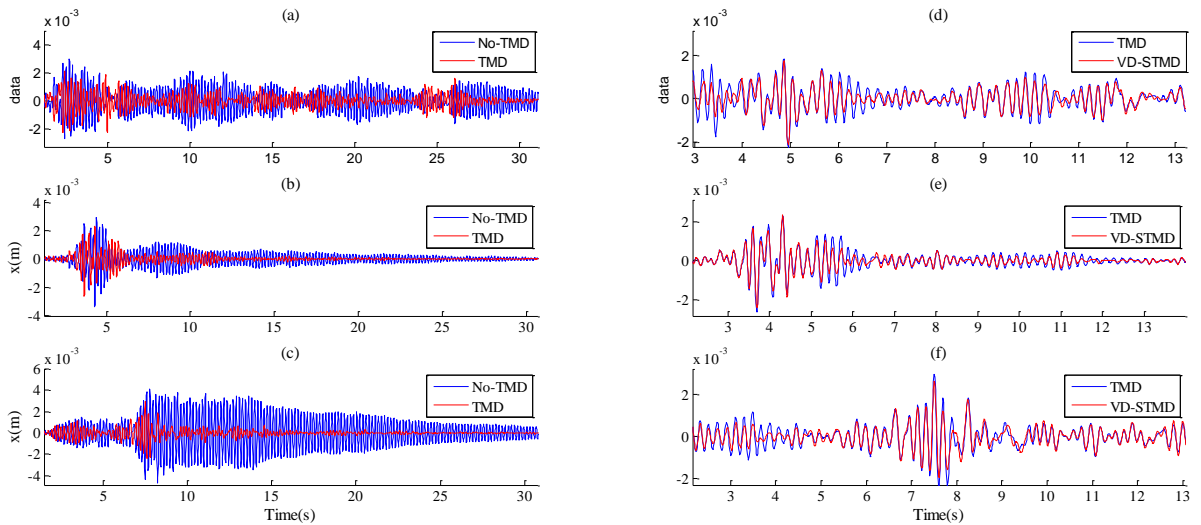 (a)
x 10^-3
4
2
0
-2
data
No-TMD
TMD
5 10 15 20 25 30
(b)
x 10^-3
4
2
0
-2
-4
x(m)
No-TMD
TMD
5 10 15 20 25 30
(c)
x 10^-3
6
4
2
0
-2
-4
x(m)
No-TMD
TMD
5 10 15 20 25 30
Time(s)
(d)
x 10^-3
2
0
-2
data
TMD
VD-STMD
3 4 5 6 7 8 9 10 11 12 13
(e)
x 10^-3
2
0
-2
TMD
VD-STMD
3 4 5 6 7 8 9 10 11 12 13
(f)
x 10^-3
2
0
-2
TMD
VD-STMD
3 4 5 6 7 8 9 10 11 12 13
Time(s)